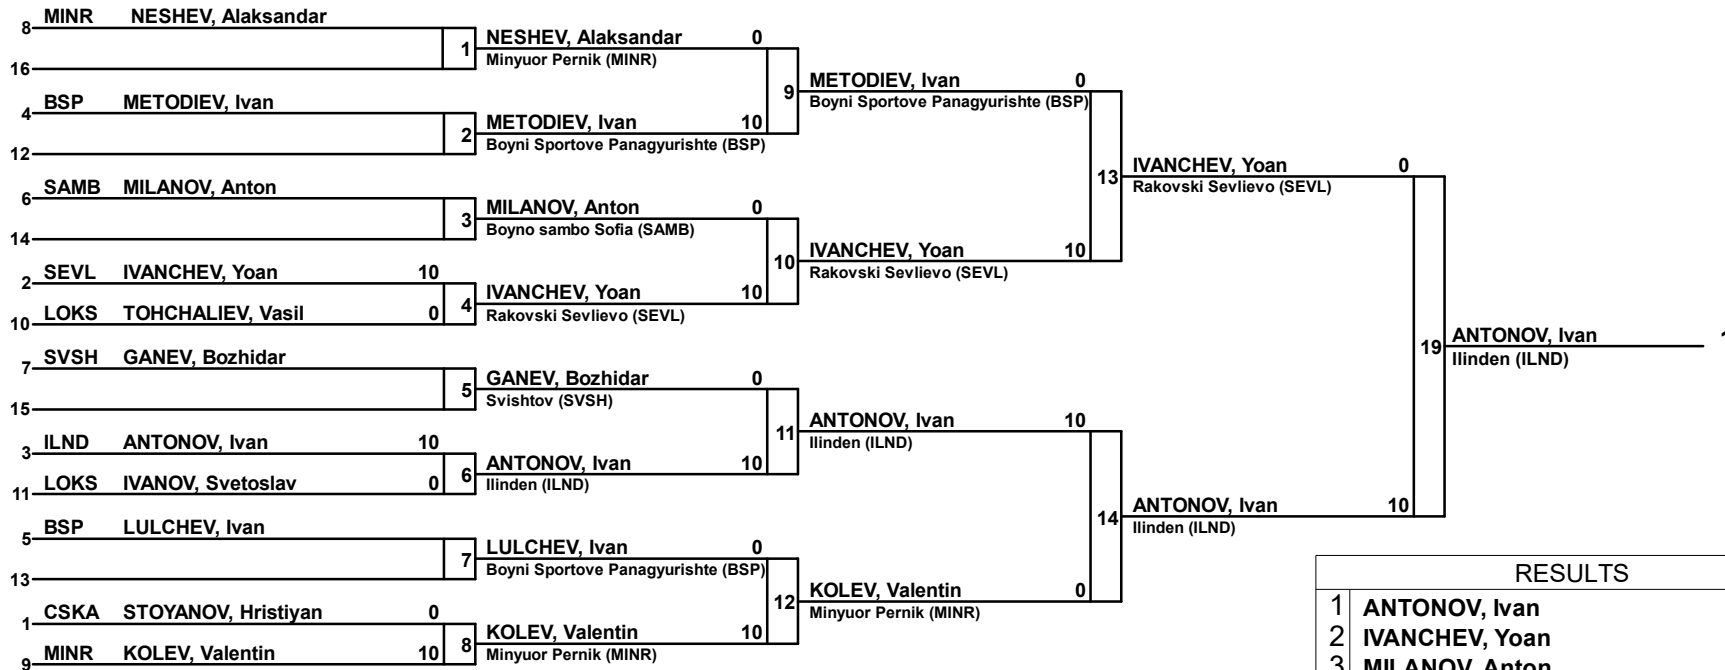 MINR NESHEV, Alaksandar
8
1 NESHEV, Alaksandar 0
Minyuor Pernik (MINR)
16
9 METODIEV, Ivan 0
Boyni Sportove Panagyurishte (BSP)
BSP METODIEV, Ivan
4
2 METODIEV, Ivan 10
Boyni Sportove Panagyurishte (BSP)
12
13 IVANCHEV, Yoan 0
Rakovski Sevlievo (SEVL)
SAMB MILANOV, Anton
6
3 MILANOV, Anton 0
Boyno sambo Sofia (SAMB)
14
10 IVANCHEV, Yoan 10
Rakovski Sevlievo (SEVL)
SEVL IVANCHEV, Yoan 10
2
4 IVANCHEV, Yoan 10
Rakovski Sevlievo (SEVL)
10 LOKS TOHCHALIEV, Vasil 0
19 ANTONOV, Ivan
Ilinden (ILND)
SVSH GANEV, Bozhidar
7
5 GANEV, Bozhidar 0
Svishtov (SVSH)
15
11 ANTONOV, Ivan 10
Ilinden (ILND)
ILND ANTONOV, Ivan 10
3
6 ANTONOV, Ivan 10
Ilinden (ILND)
11 LOKS IVANOV, Svetoslav 0
14 ANTONOV, Ivan 10
Ilinden (ILND)
BSP LULCHEV, Ivan
5
7 LULCHEV, Ivan 0
Boyni Sportove Panagyurishte (BSP)
13
12 KOLEV, Valentin 0
Minyuor Pernik (MINR)
CSKA STOYANOV, Hristiyan 0
1
8 KOLEV, Valentin 10
Minyuor Pernik (MINR)
9 MINR KOLEV, Valentin 10
RESULTS
1 ANTONOV, Ivan
2 IVANCHEV, Yoan
3 MILANOV, Anton